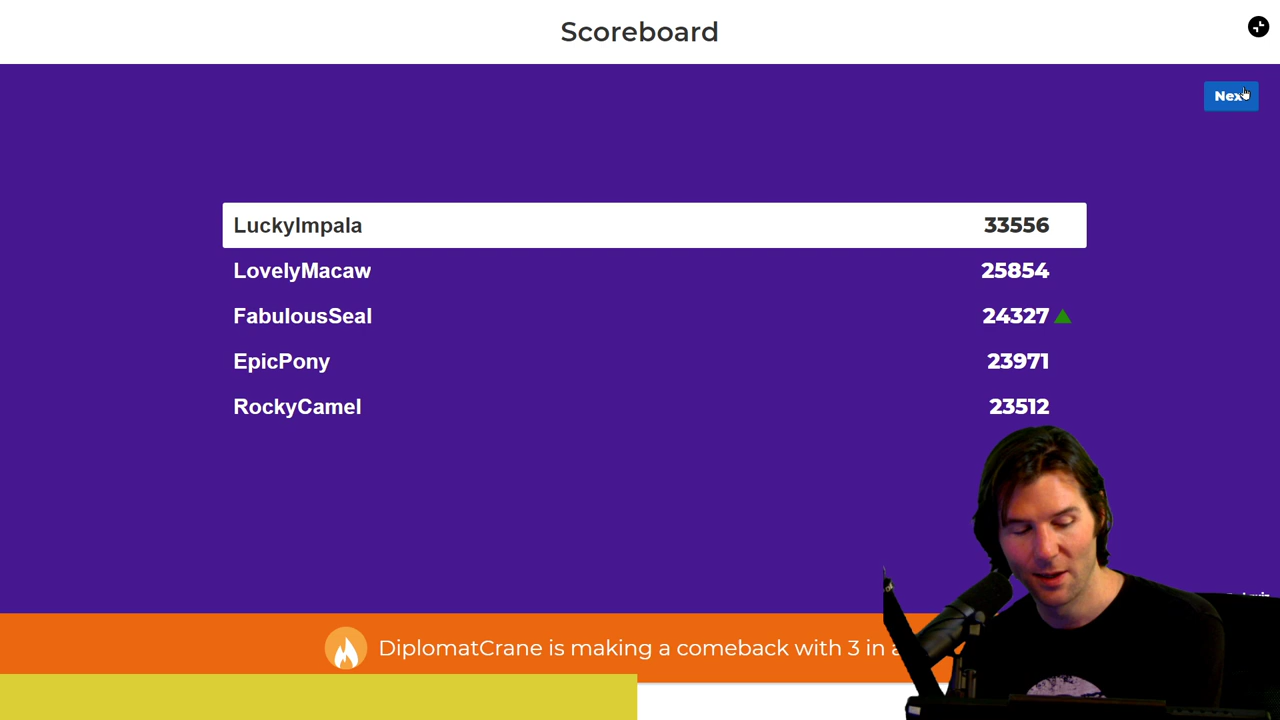 Scoreboard
LuckyImpala 33556
LovelyMacaw 25854
FabulousSeal 24327
EpicPony 23971
RockyCamel 23512
DiplomatCrane is making a comeback with 3 in